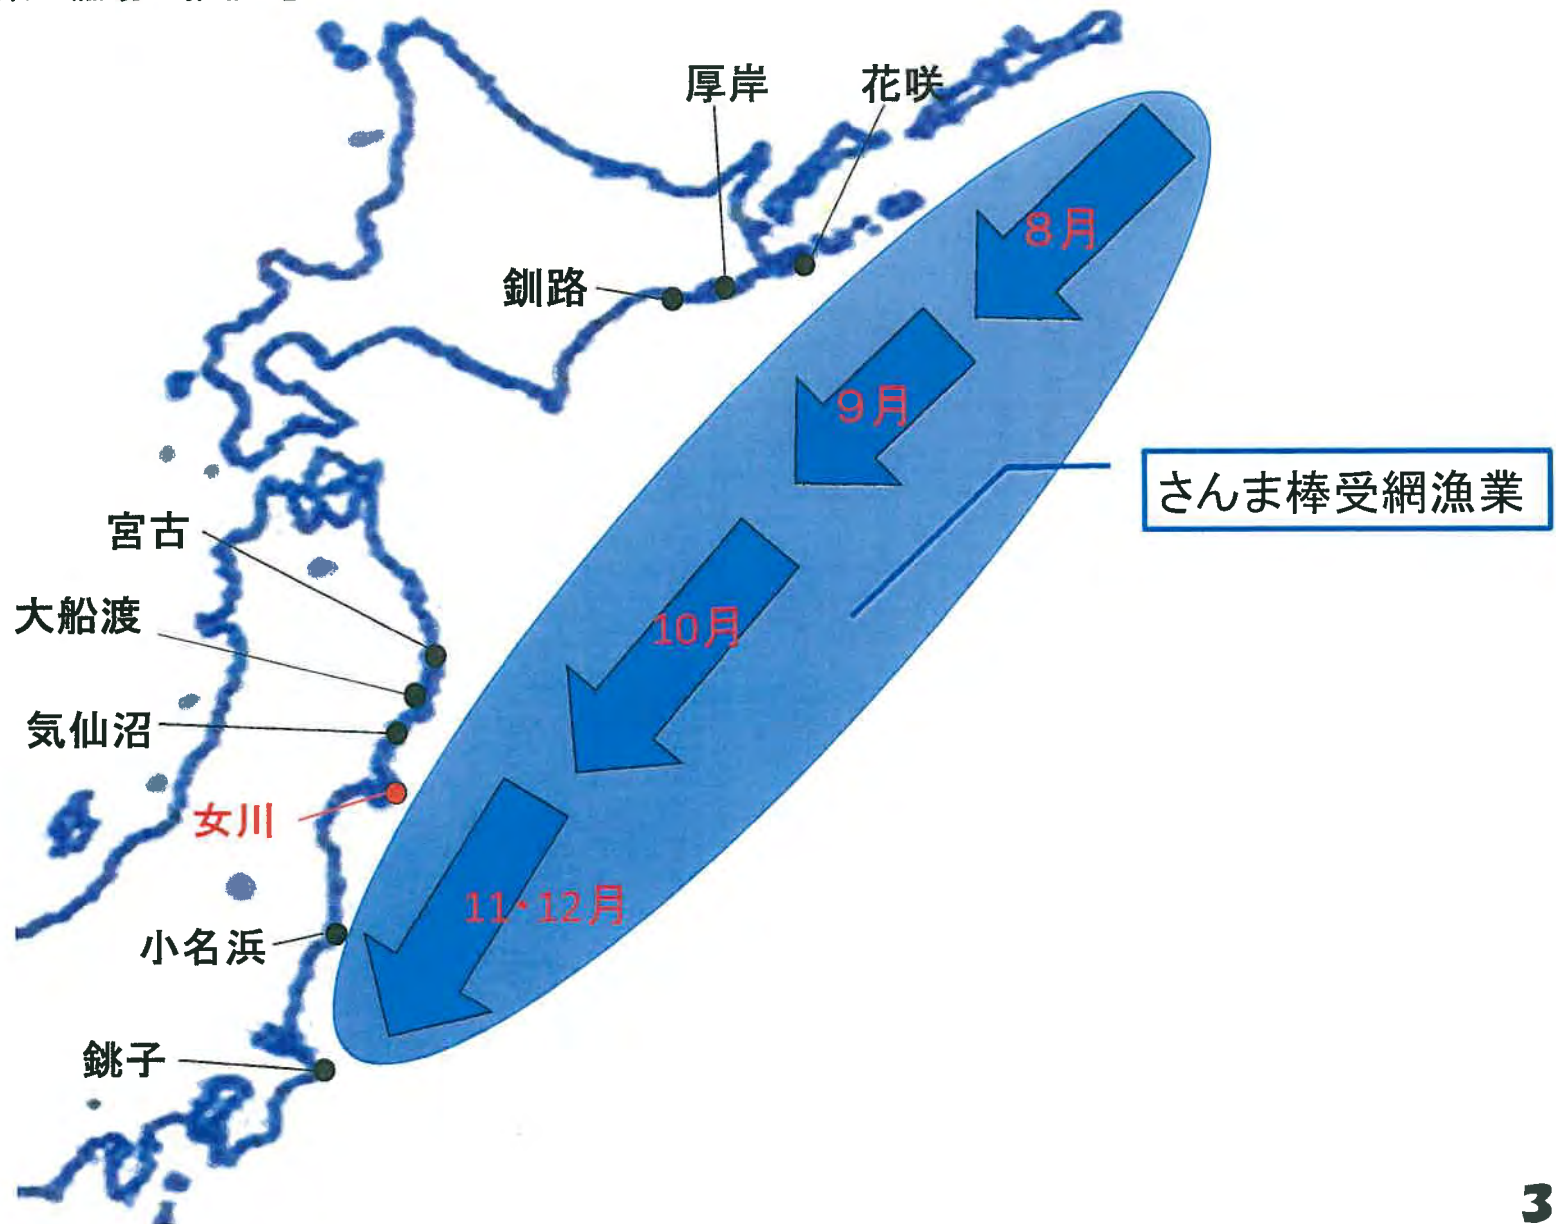 厚岸
花咲
8月
釧路
9月
さんま棒受網漁業
宮古
大船渡
10月
気仙沼
女川
11・12月
小名浜
銚子
3